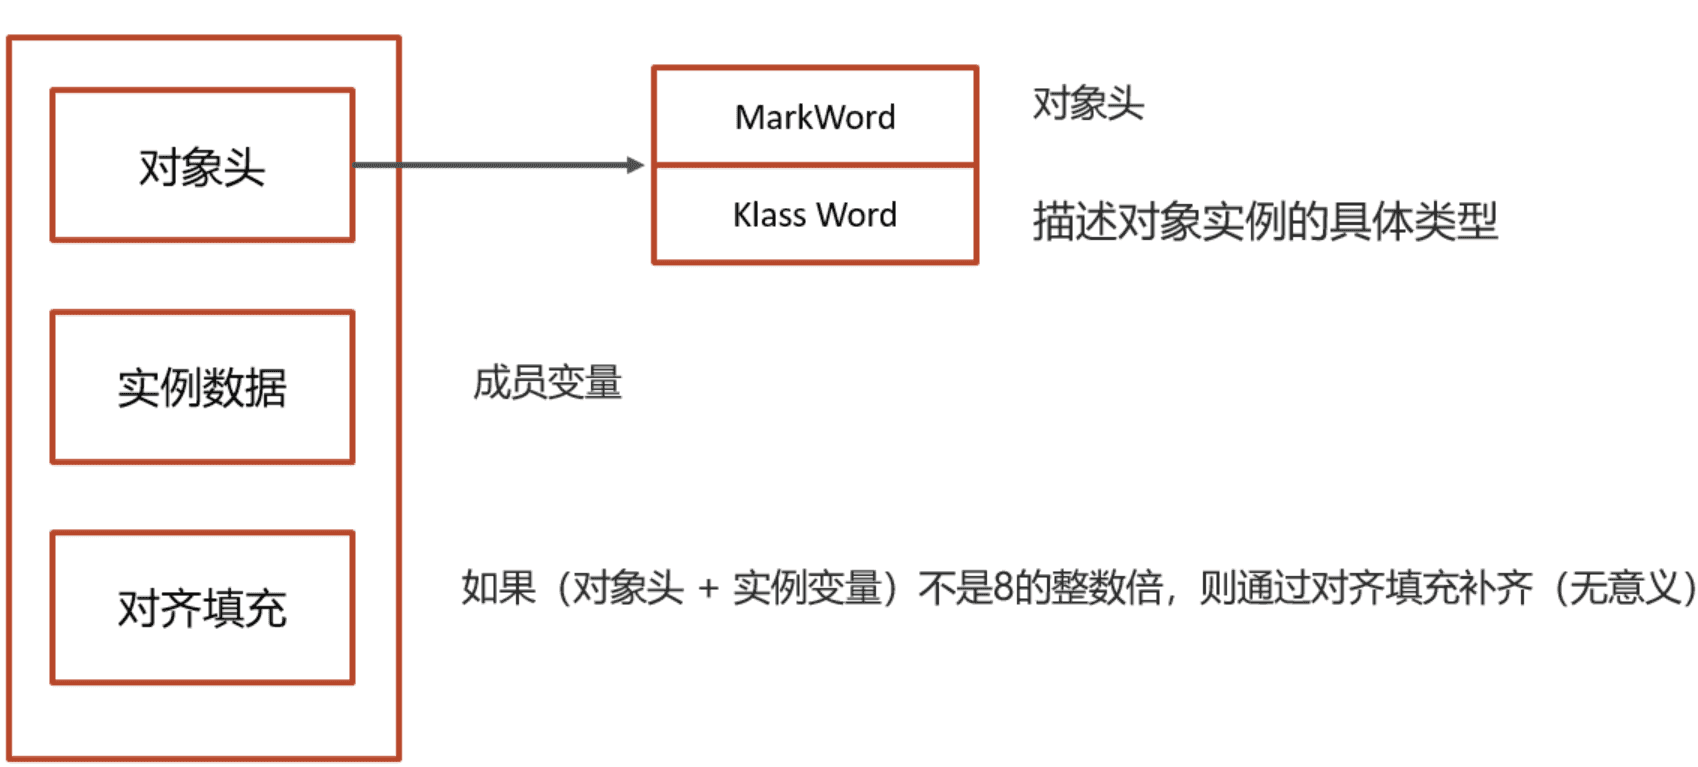 对象头
MarkWord
对象头
Klass Word
描述对象实例的具体类型
实例数据
成员变量
对齐填充
如果（对象头 + 实例变量）不是8的整数倍，则通过对齐填充补齐（无意义）